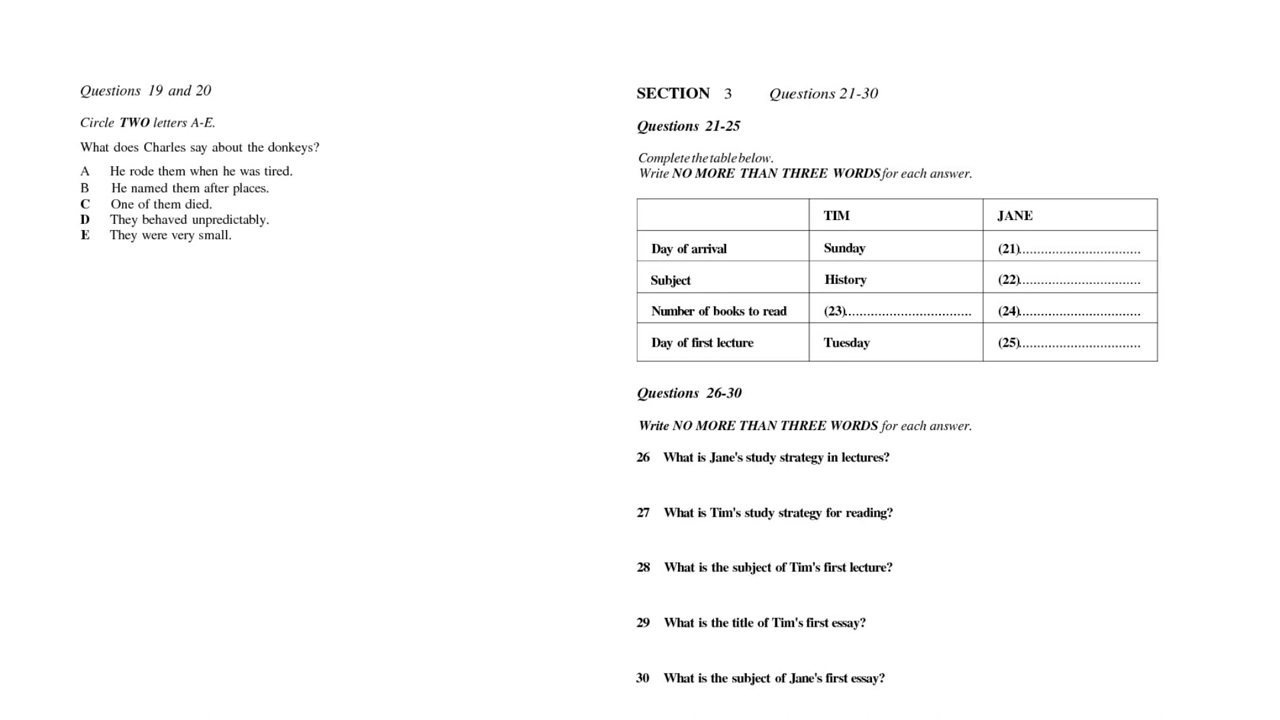 Questions 19 and 20
Circle TWO letters A-E.
What does Charles say about the donkeys?
A He rode them when he was tired.
B He named them after places.
C One of them died.
D They behaved unpredictably.
E They were very small.
SECTION 3 Questions 21-30
Questions 21-25
Complete the table below.
Write NO MORE THAN THREE WORDS for each answer.
TIM JANE
Day of arrival Sunday (21)................................
Subject History (22)................................
Number of books to read (23)................................. (24)................................
Day of first lecture Tuesday (25)................................
Questions 26-30
Write NO MORE THAN THREE WORDS for each answer.
26 What is Jane's study strategy in lectures?
27 What is Tim's study strategy for reading?
28 What is the subject of Tim's first lecture?
29 What is the title of Tim's first essay?
30 What is the subject of Jane's first essay?